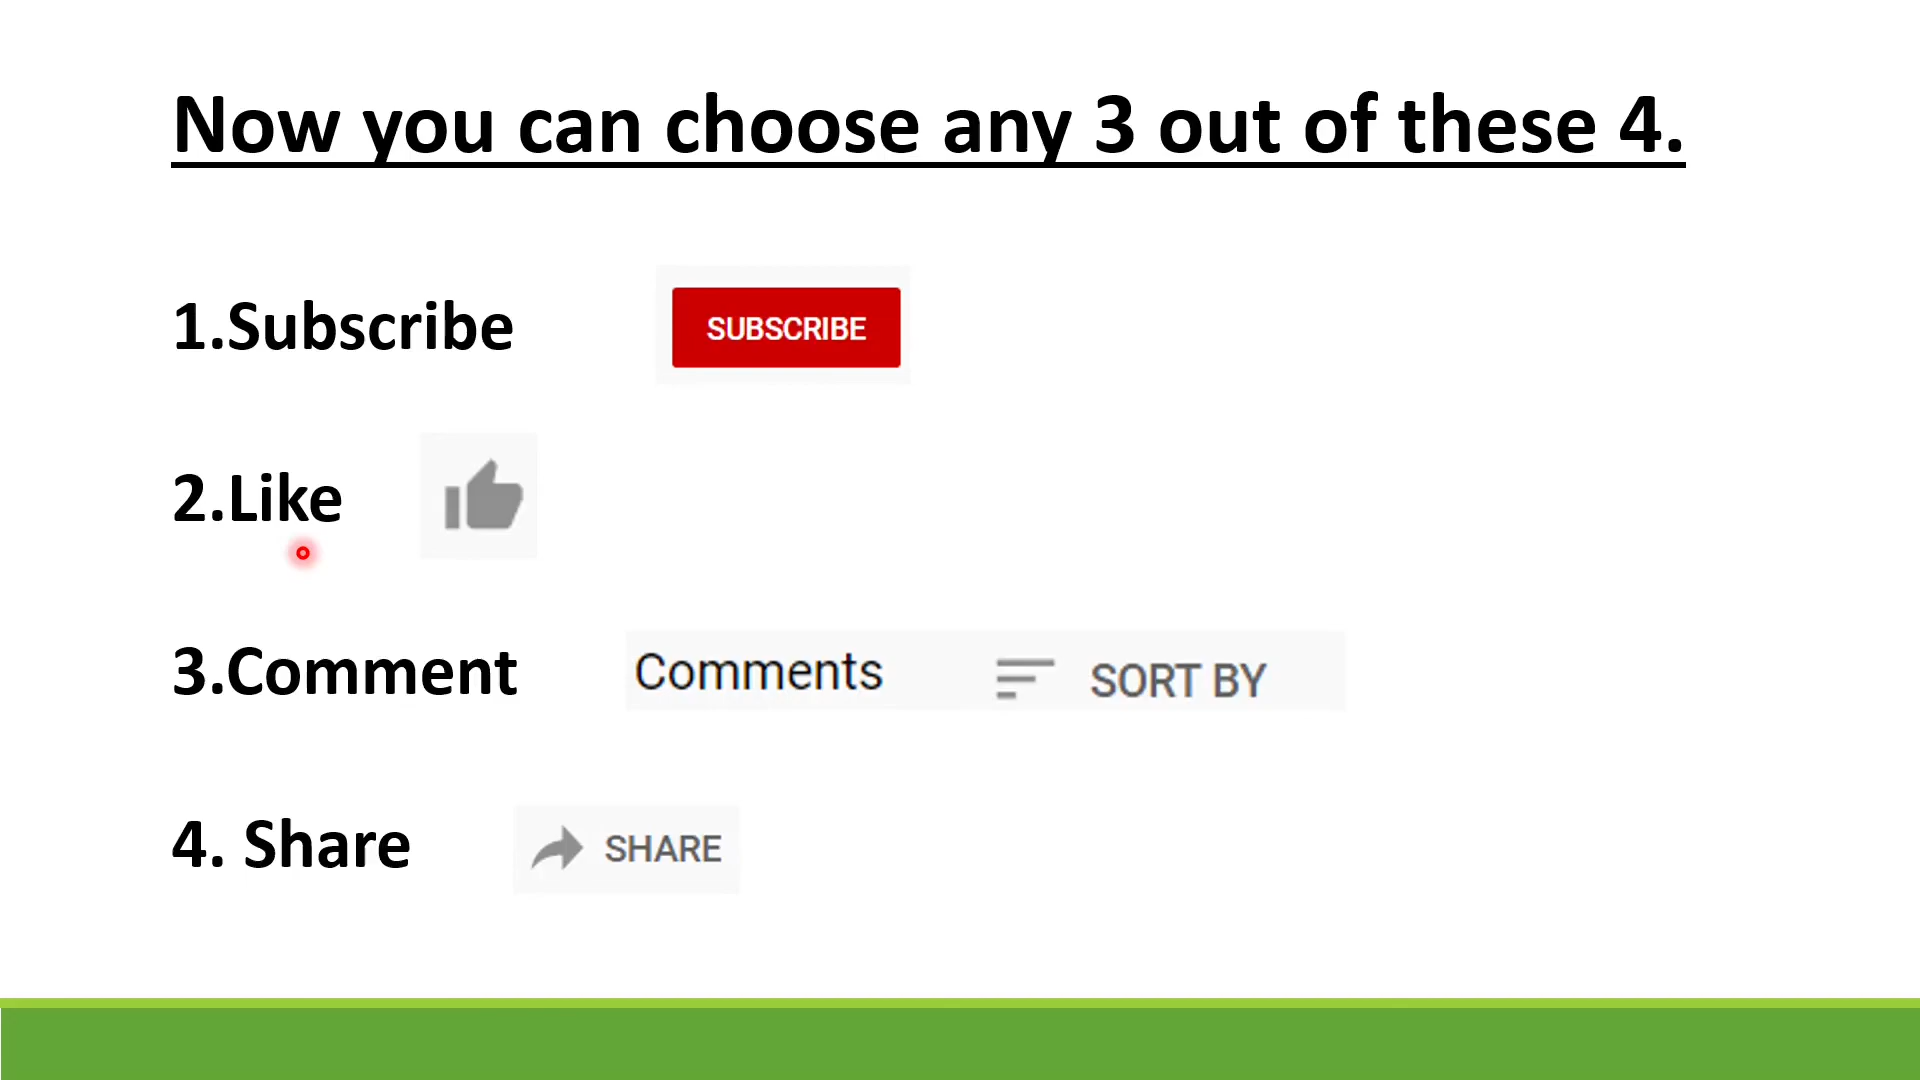 Now you can choose any 3 out of these 4.
1.Subscribe SUBSCRIBE
2.Like
3.Comment Comments SORT BY
4. Share SHARE